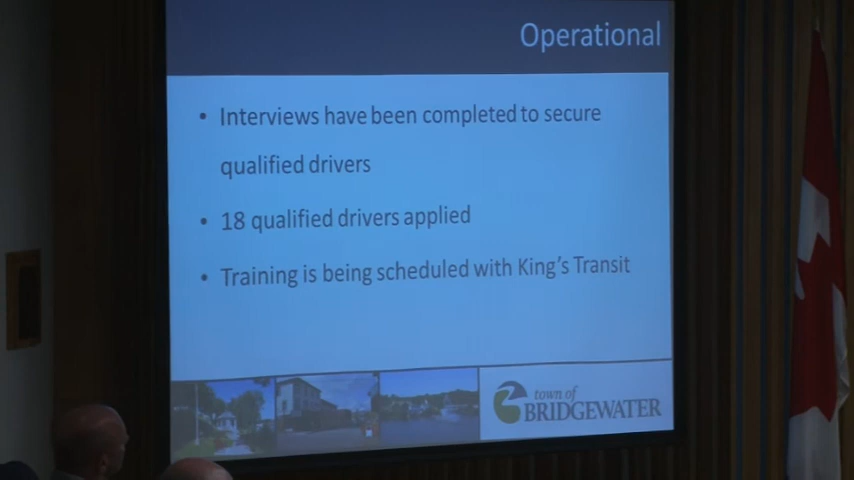 Operational
• Interviews have been completed to secure
qualified drivers
• 18 qualified drivers applied
• Training is being scheduled with King's Transit
town of
BRIDGEWATER